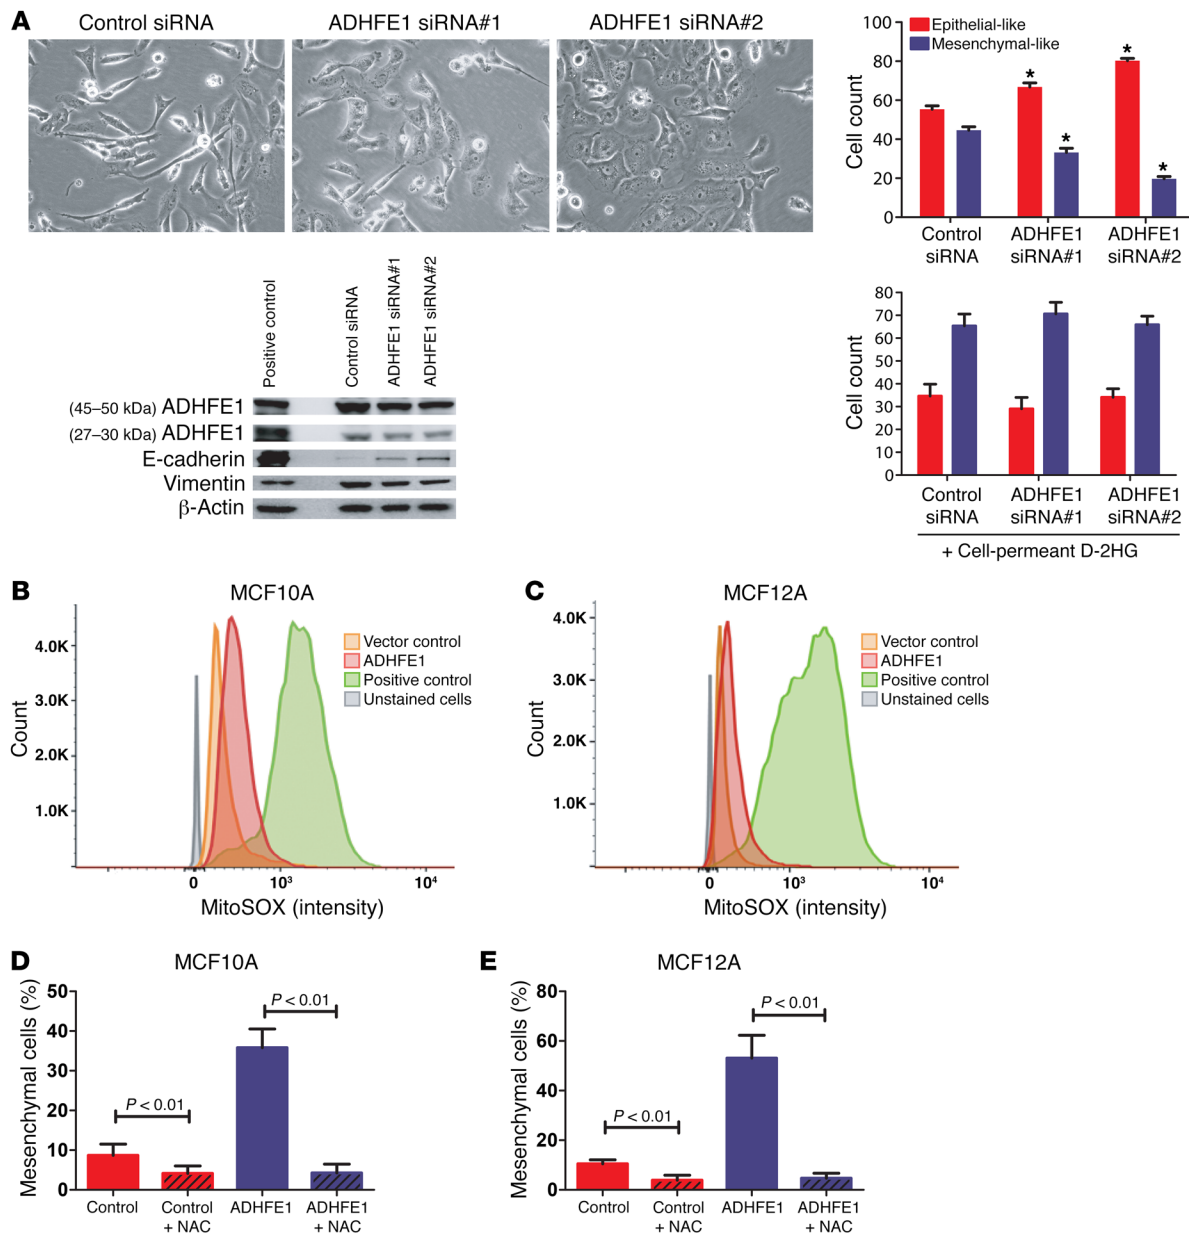 A
Control siRNA
ADHFE1 siRNA#1
ADHFE1 siRNA#2
100
80
60
40
20
0
Cell count
Epithelial-like
Mesenchymal-like
*
*
*
*
Control
siRNA
ADHFE1
siRNA#1
ADHFE1
siRNA#2
Positive control
Control siRNA
ADHFE1 siRNA#1
ADHFE1 siRNA#2
(45–50 kDa) ADHFE1
(27–30 kDa) ADHFE1
E-cadherin
Vimentin
β-Actin
80
70
60
50
40
30
20
10
0
Cell count
Control
siRNA
ADHFE1
siRNA#1
ADHFE1
siRNA#2
+ Cell-permeant D-2HG
B
MCF10A
4.0K
3.0K
2.0K
1.0K
Count
Vector control
ADHFE1
Positive control
Unstained cells
0
10³
10⁴
MitoSOX (intensity)
C
MCF12A
4.0K
3.0K
2.0K
1.0K
Count
Vector control
ADHFE1
Positive control
Unstained cells
0
10³
10⁴
MitoSOX (intensity)
D
MCF10A
50
40
30
20
10
0
Mesenchymal cells (%)
P < 0.01
P < 0.01
Control
Control
+ NAC
ADHFE1
ADHFE1
+ NAC
E
MCF12A
80
60
40
20
0
Mesenchymal cells (%)
P < 0.01
P < 0.01
Control
Control
+ NAC
ADHFE1
ADHFE1
+ NAC